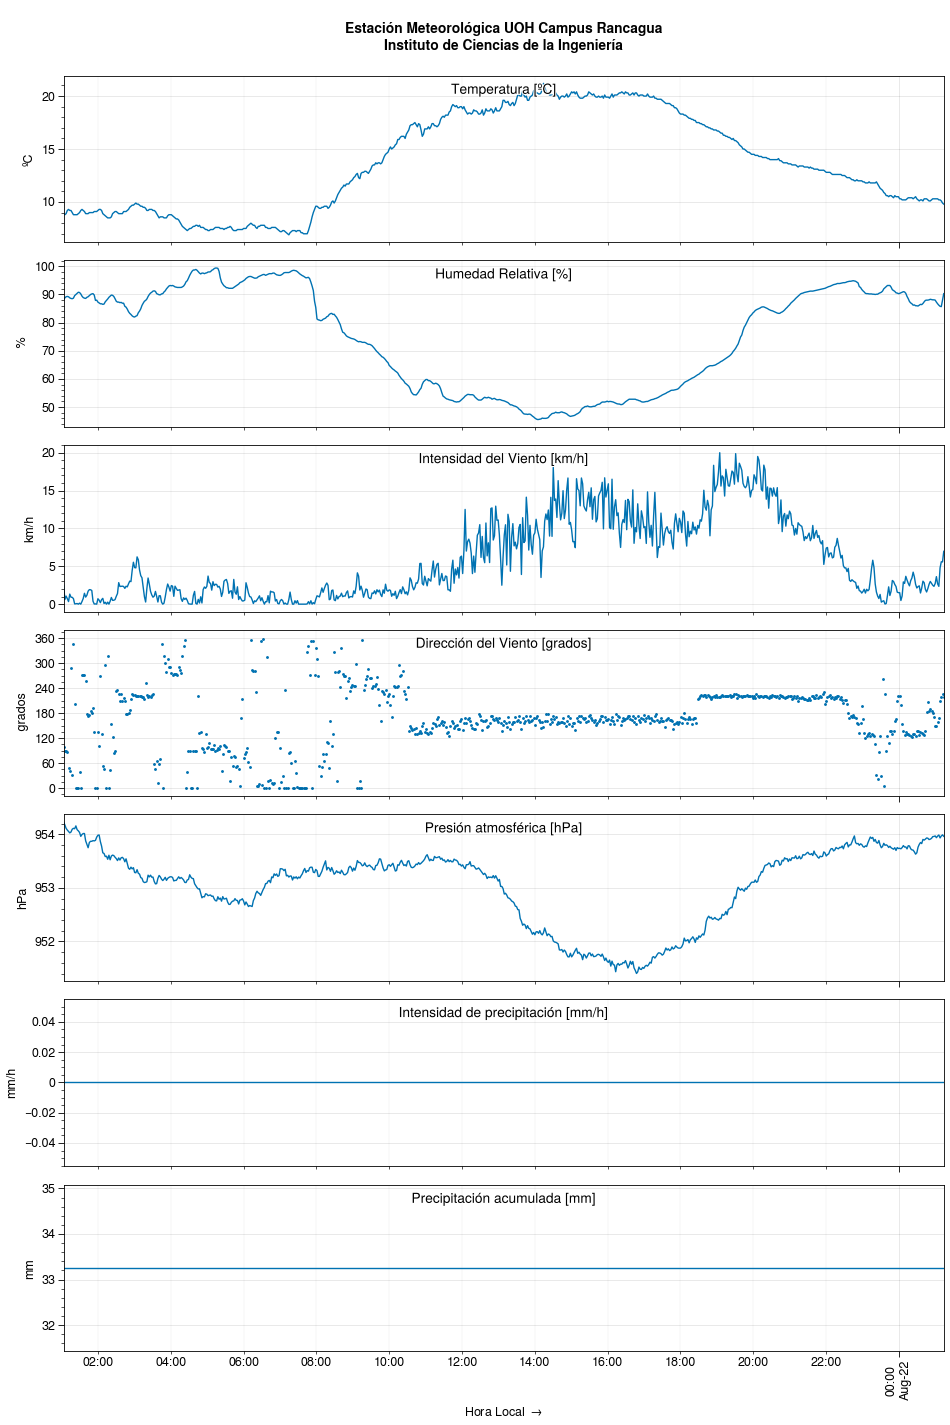 Estación Meteorológica UOH Campus Rancagua
Instituto de Ciencias de la Ingeniería
Temperatura [ºC]
ºC
20
15
10
Humedad Relativa [%]
%
100
90
80
70
60
50
Intensidad del Viento [km/h]
km/h
20
15
10
5
0
Dirección del Viento [grados]
grados
360
300
240
180
120
60
0
Presión atmosférica [hPa]
hPa
954
953
952
Intensidad de precipitación [mm/h]
mm/h
0.04
0.02
0
−0.02
−0.04
Precipitación acumulada [mm]
mm
35
34
33
32
02:00 04:00 06:00 08:00 10:00 12:00 14:00 16:00 18:00 20:00 22:00 00:00
Aug-22
Hora Local →